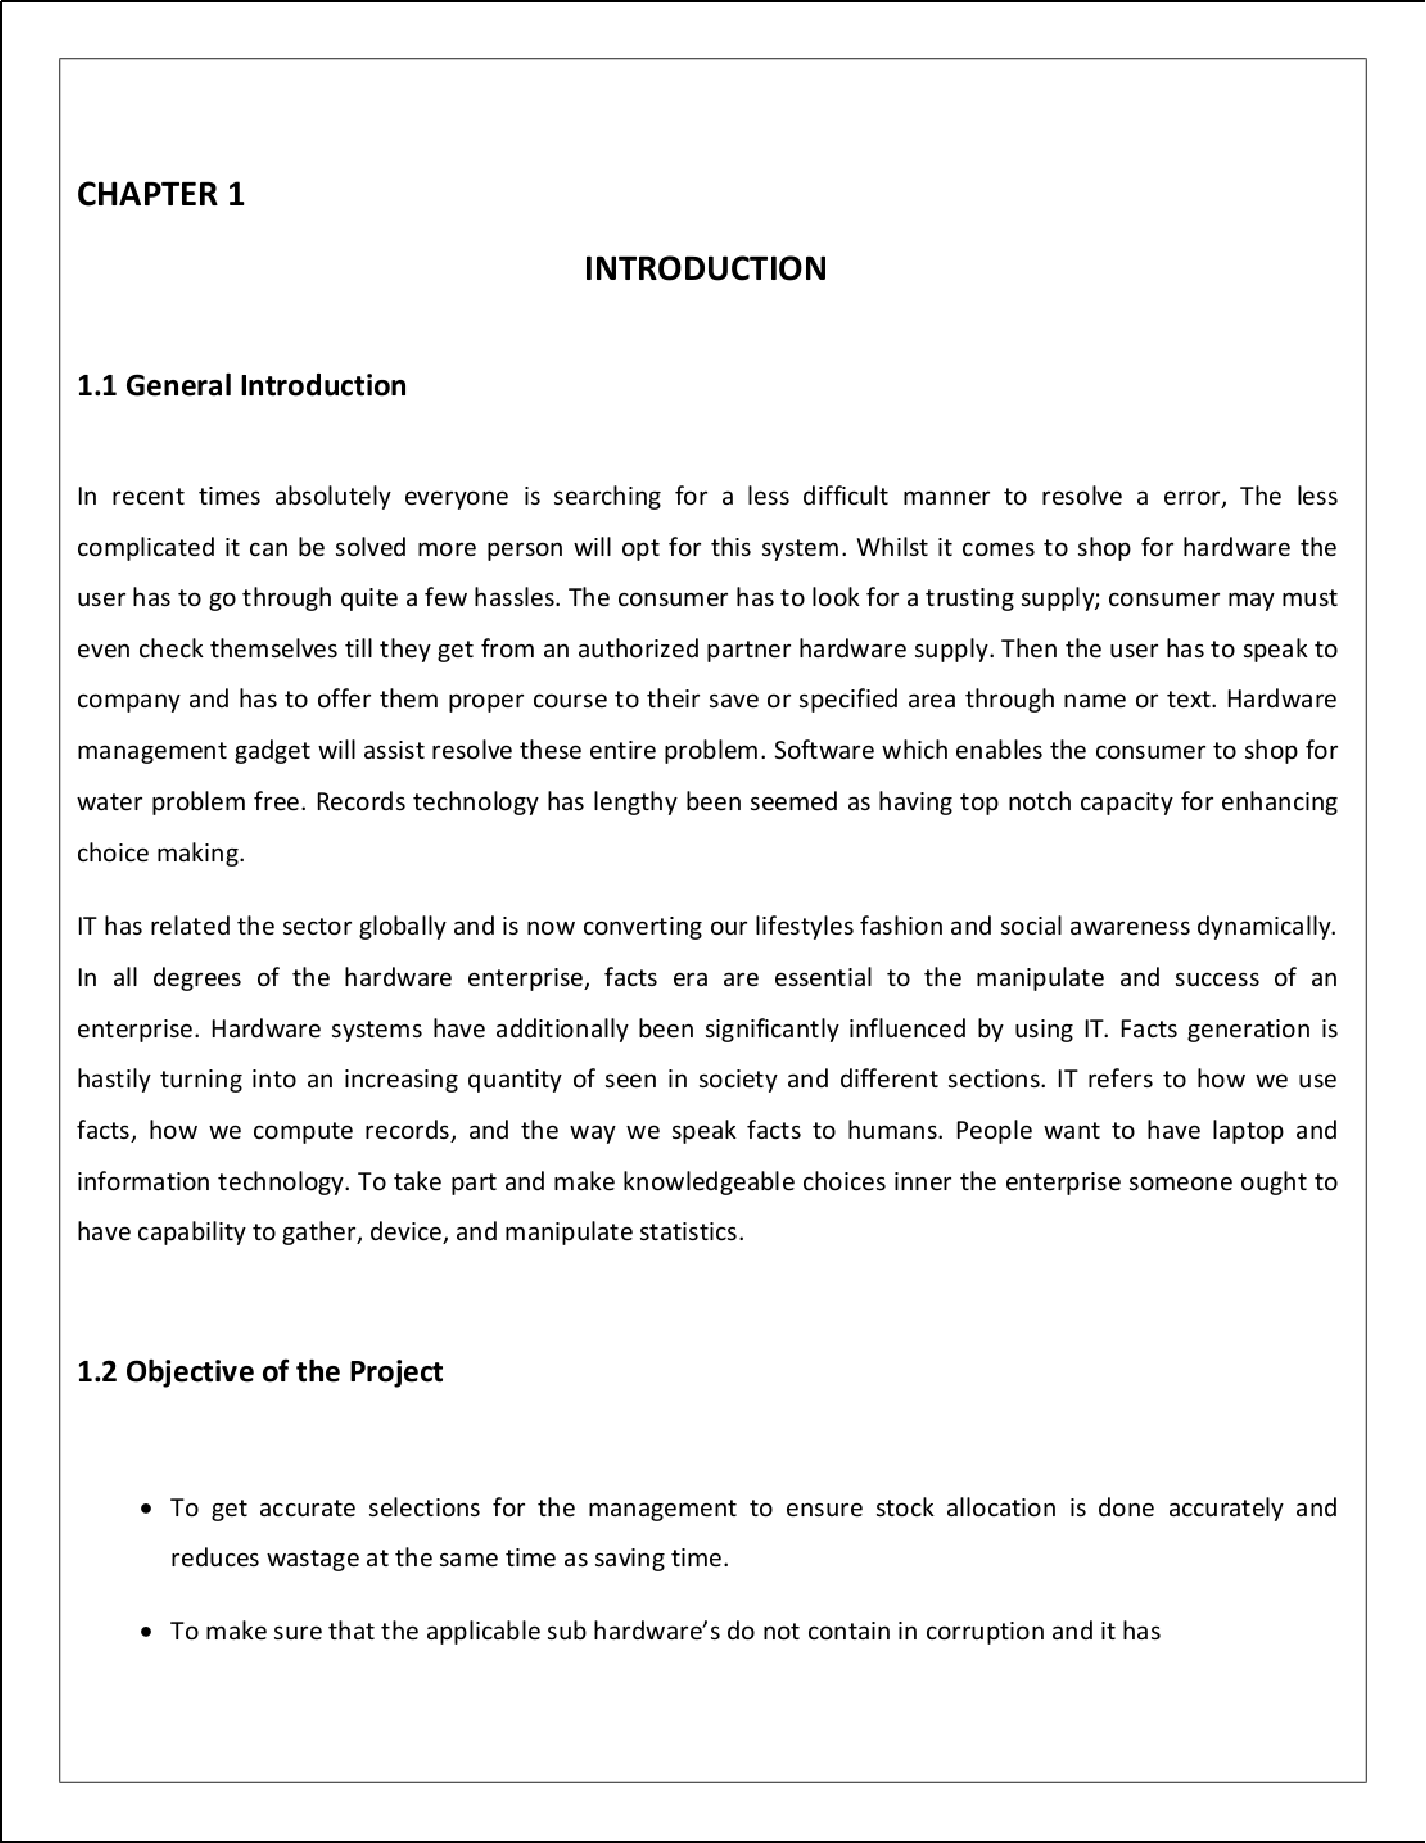 CHAPTER 1
INTRODUCTION
1.1 General Introduction
In recent times absolutely everyone is searching for a less difficult manner to resolve a error, The less
complicated it can be solved more person will opt for this system. Whilst it comes to shop for hardware the
user has to go through quite a few hassles. The consumer has to look for a trusting supply; consumer may must
even check themselves till they get from an authorized partner hardware supply. Then the user has to speak to
company and has to offer them proper course to their save or specified area through name or text. Hardware
management gadget will assist resolve these entire problem. Software which enables the consumer to shop for
water problem free. Records technology has lengthy been seemed as having top notch capacity for enhancing
choice making.
IT has related the sector globally and is now converting our lifestyles fashion and social awareness dynamically.
In all degrees of the hardware enterprise, facts era are essential to the manipulate and success of an
enterprise. Hardware systems have additionally been significantly influenced by using IT. Facts generation is
hastily turning into an increasing quantity of seen in society and different sections. IT refers to how we use
facts, how we compute records, and the way we speak facts to humans. People want to have laptop and
information technology. To take part and make knowledgeable choices inner the enterprise someone ought to
have capability to gather, device, and manipulate statistics.
1.2 Objective of the Project
• To get accurate selections for the management to ensure stock allocation is done accurately and
reduces wastage at the same time as saving time.
• To make sure that the applicable sub hardware’s do not contain in corruption and it has